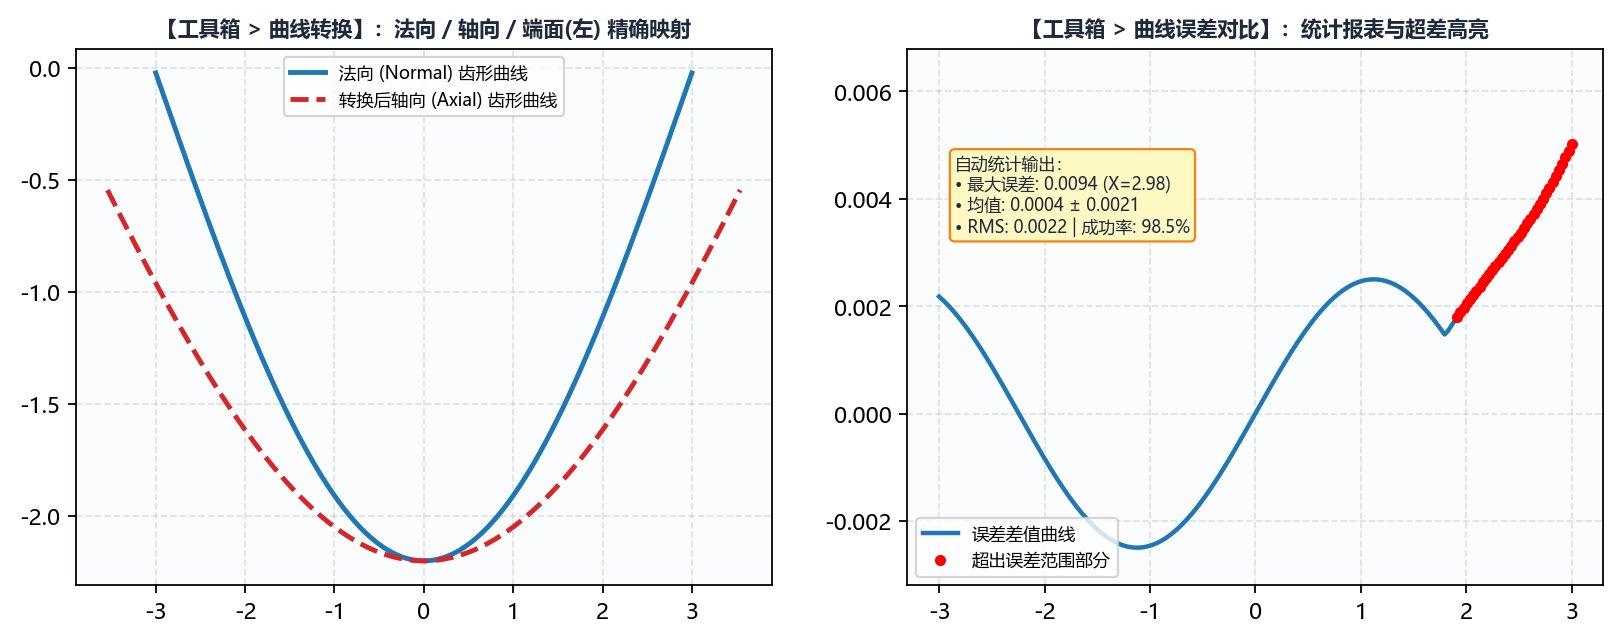 【工具箱 > 曲线转换】：法向 / 轴向 / 端面(左) 精确映射
法向 (Normal) 齿形曲线
转换后轴向 (Axial) 齿形曲线
0.0
-0.5
-1.0
-1.5
-2.0
-3
-2
-1
0
1
2
3
【工具箱 > 曲线误差对比】：统计报表与超差高亮
0.006
0.004
0.002
0.000
-0.002
自动统计输出：
• 最大误差: 0.0094 (X=2.98)
• 均值: 0.0004 ± 0.0021
• RMS: 0.0022 | 成功率: 98.5%
误差差值曲线
超出误差范围部分
-3
-2
-1
0
1
2
3